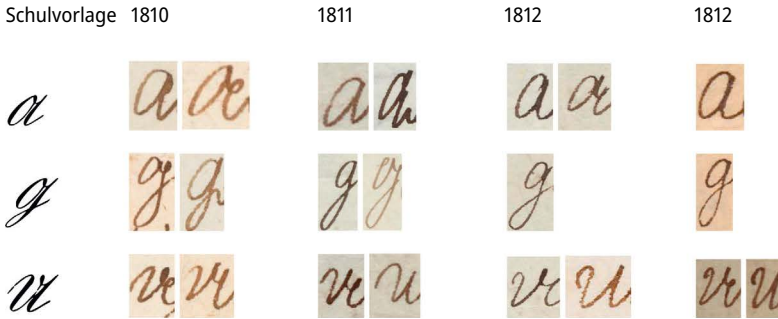 Schulvorlage 1810 1811 1812 1812
a a a a a a a a
g g g g g g g
u u u u u u u u u